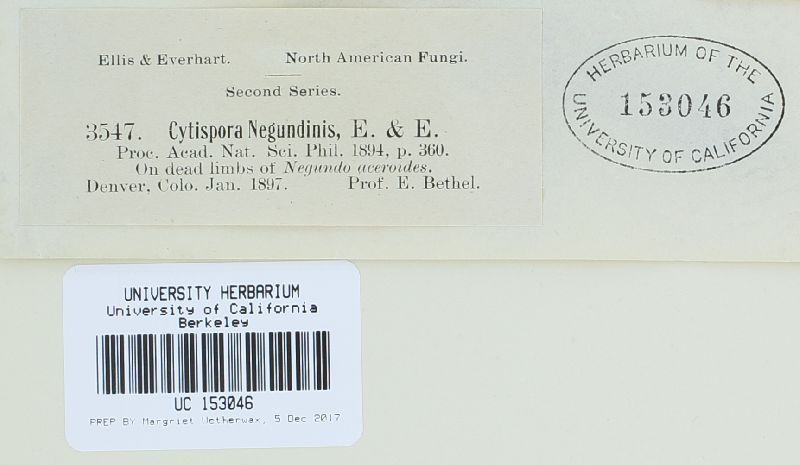 Ellis & Everhart. North American Fungi.
Second Series.
3547. Cytispora Negundinis, E. & E.
Proc. Acad. Nat. Sci. Phil. 1894, p. 360.
On dead limbs of Negundo aceroides.
Denver, Colo. Jan. 1897. Prof. E. Bethel.
HERBARIUM OF THE
153046
UNIVERSITY OF CALIFORNIA
UNIVERSITY HERBARIUM
University of California
Berkeley
UC 153046
PREP BY Margriet Wetherwax, 5 Dec 2017